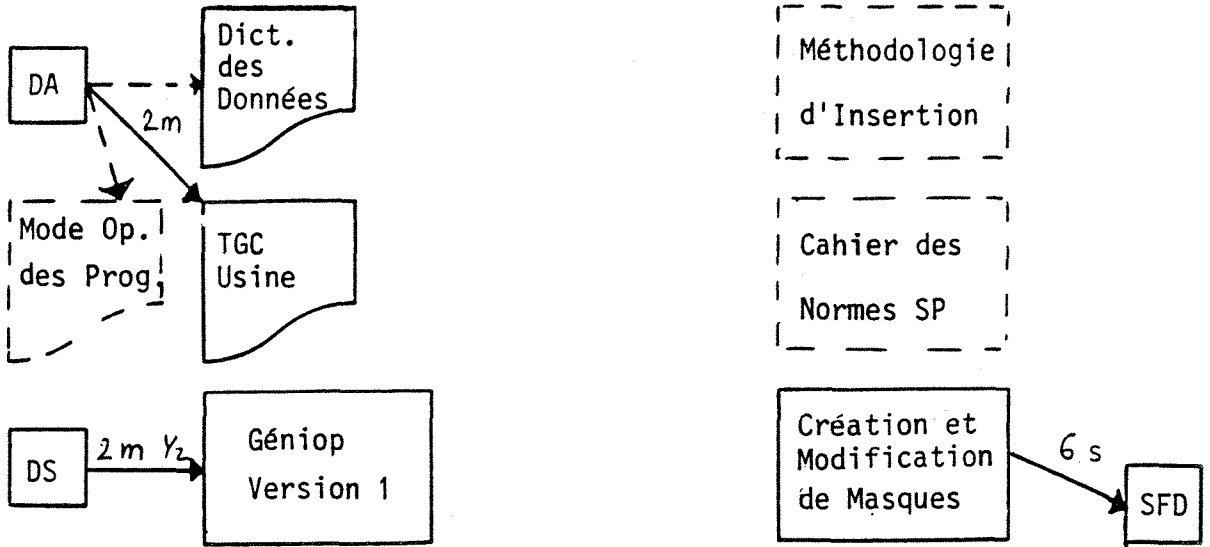 DA
Dict.
des
Données
2m
Mode Op.
des Prog.
TGC
Usine
DS
2 m ½
Géniop
Version 1
Méthodologie
d'Insertion
Cahier des
Normes SP
Création et
Modification
de Masques
6 s
SFD